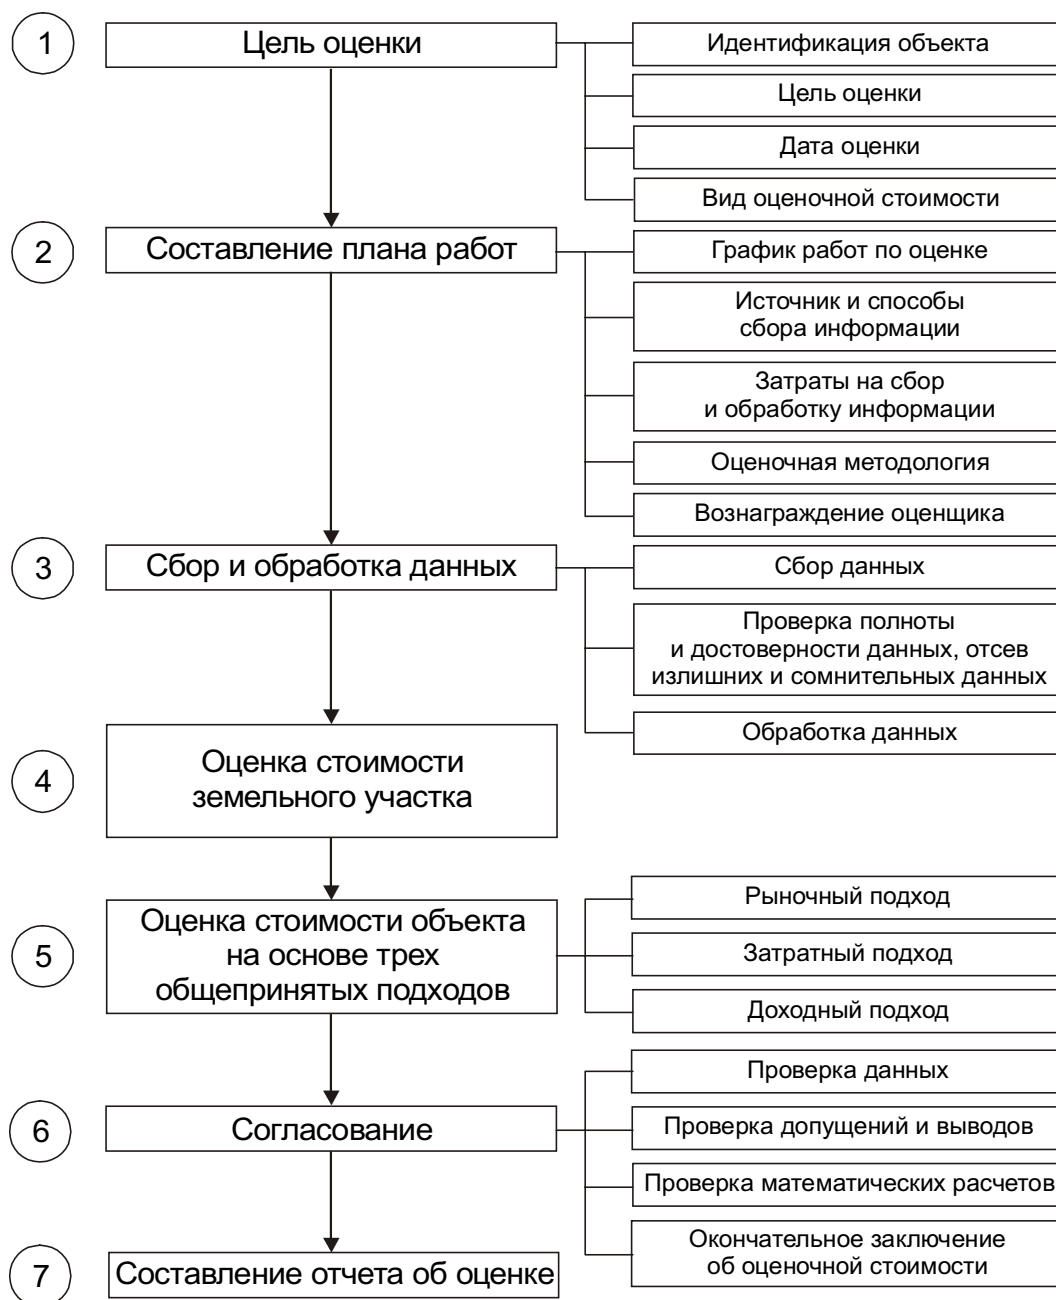 1
Цель оценки
Идентификация объекта
Цель оценки
Дата оценки
Вид оценочной стоимости
2
Составление плана работ
График работ по оценке
Источник и способы
сбора информации
Затраты на сбор
и обработку информации
Оценочная методология
Вознаграждение оценщика
3
Сбор и обработка данных
Сбор данных
Проверка полноты
и достоверности данных, отсев
излишних и сомнительных данных
Обработка данных
4
Оценка стоимости
земельного участка
5
Оценка стоимости объекта
на основе трех
общепринятых подходов
Рыночный подход
Затратный подход
Доходный подход
6
Согласование
Проверка данных
Проверка допущений и выводов
Проверка математических расчетов
Окончательное заключение
об оценочной стоимости
7
Составление отчета об оценке